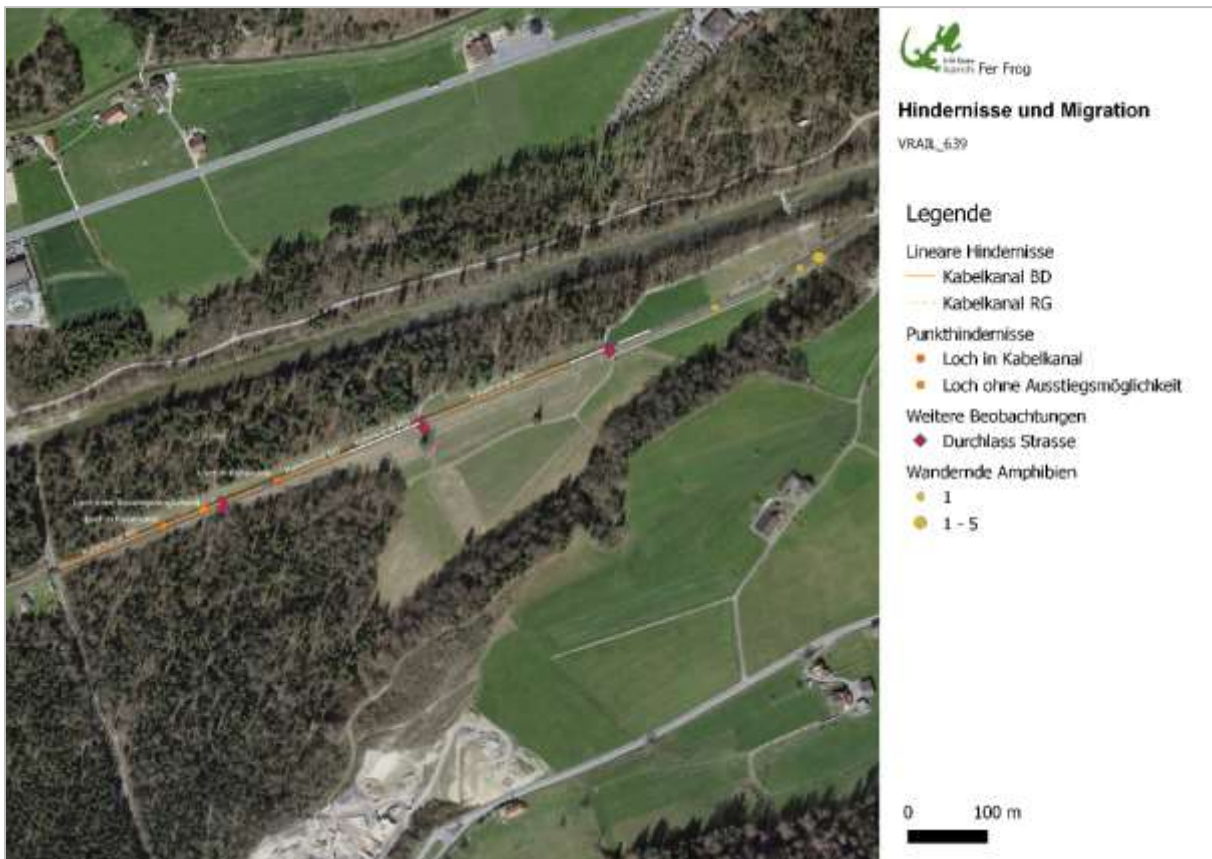 karch Fer Frog
Hindernisse und Migration
VRAIL_639
Legende
Lineare Hindernisse
Kabelkanal BD
Kabelkanal RG
Punkthindernisse
Loch in Kabelkanal
Loch ohne Ausstiegsmöglichkeit
Weitere Beobachtungen
Durchlass Strasse
Wandernde Amphibien
1
1 - 5
0 100 m